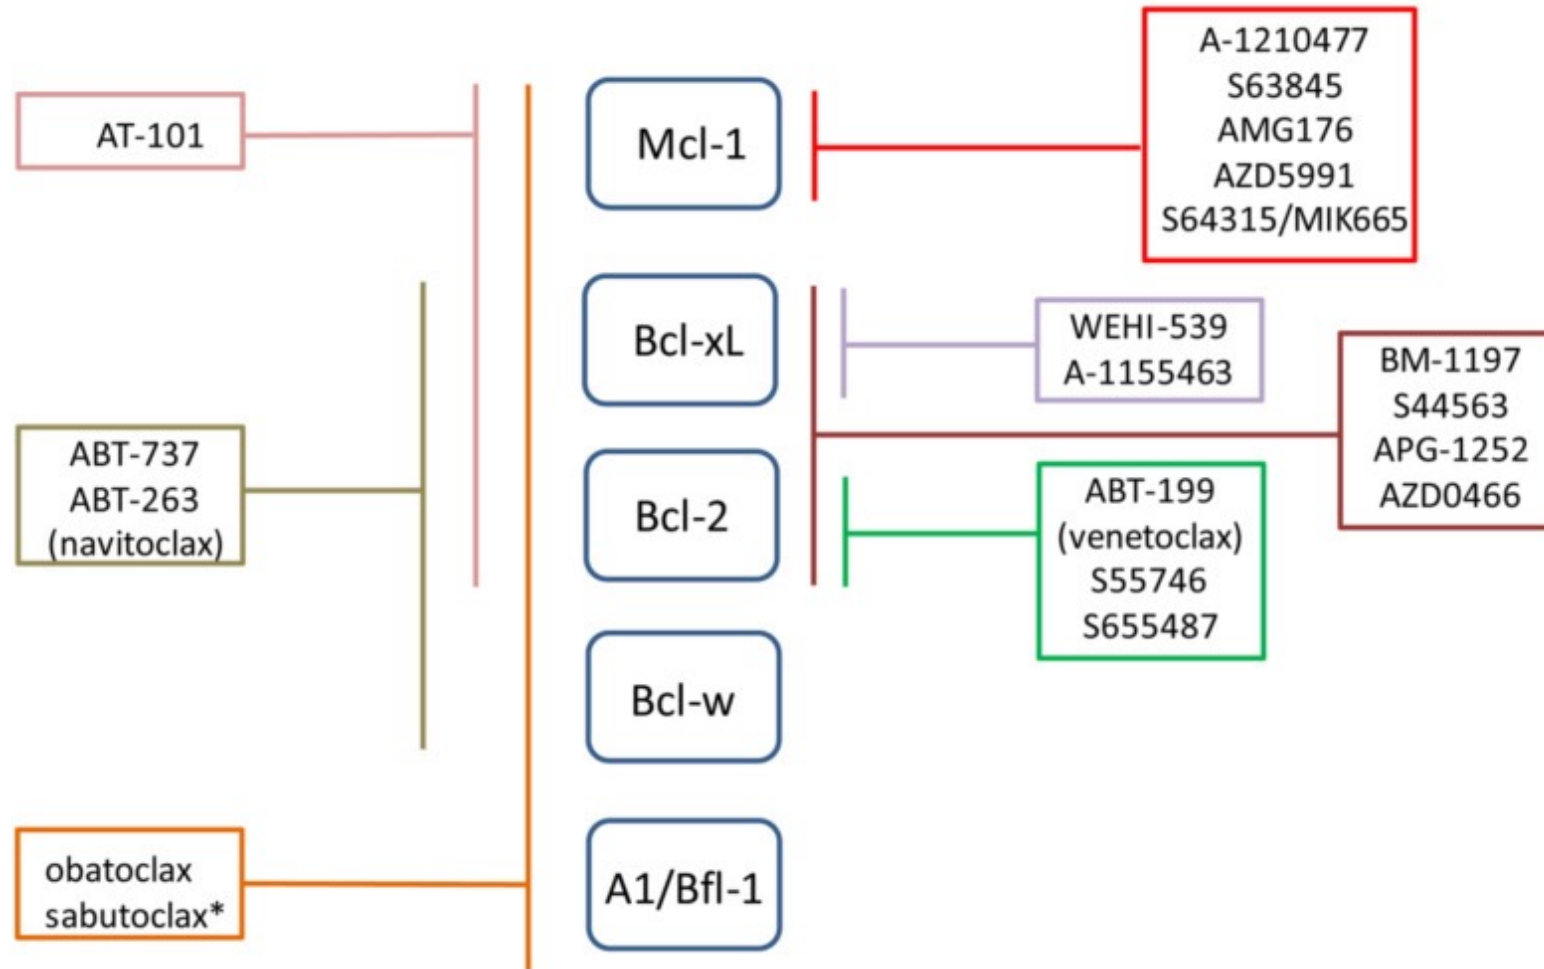 AT-101
ABT-737
ABT-263
(navitoclax)
obatoclax
sabutoclax*
Mcl-1
Bcl-xL
Bcl-2
Bcl-w
A1/Bfl-1
A-1210477
S63845
AMG176
AZD5991
S64315/MIK665
WEHI-539
A-1155463
BM-1197
S44563
APG-1252
AZD0466
ABT-199
(venetoclax)
S55746
S655487